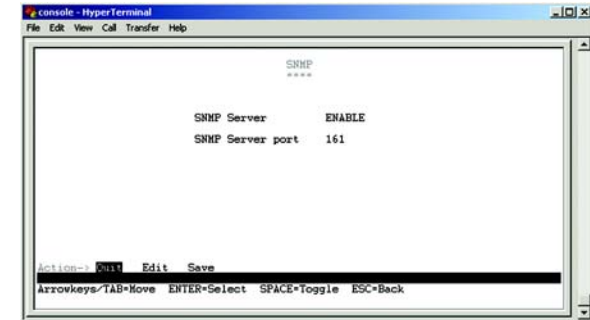 console - HyperTerminal
File Edit View Call Transfer Help
SNMP
====
SNMP Server ENABLE
SNMP Server port 161
Action-> Quit Edit Save
Arrowkeys/TAB=Move ENTER=Select SPACE=Toggle ESC=Back